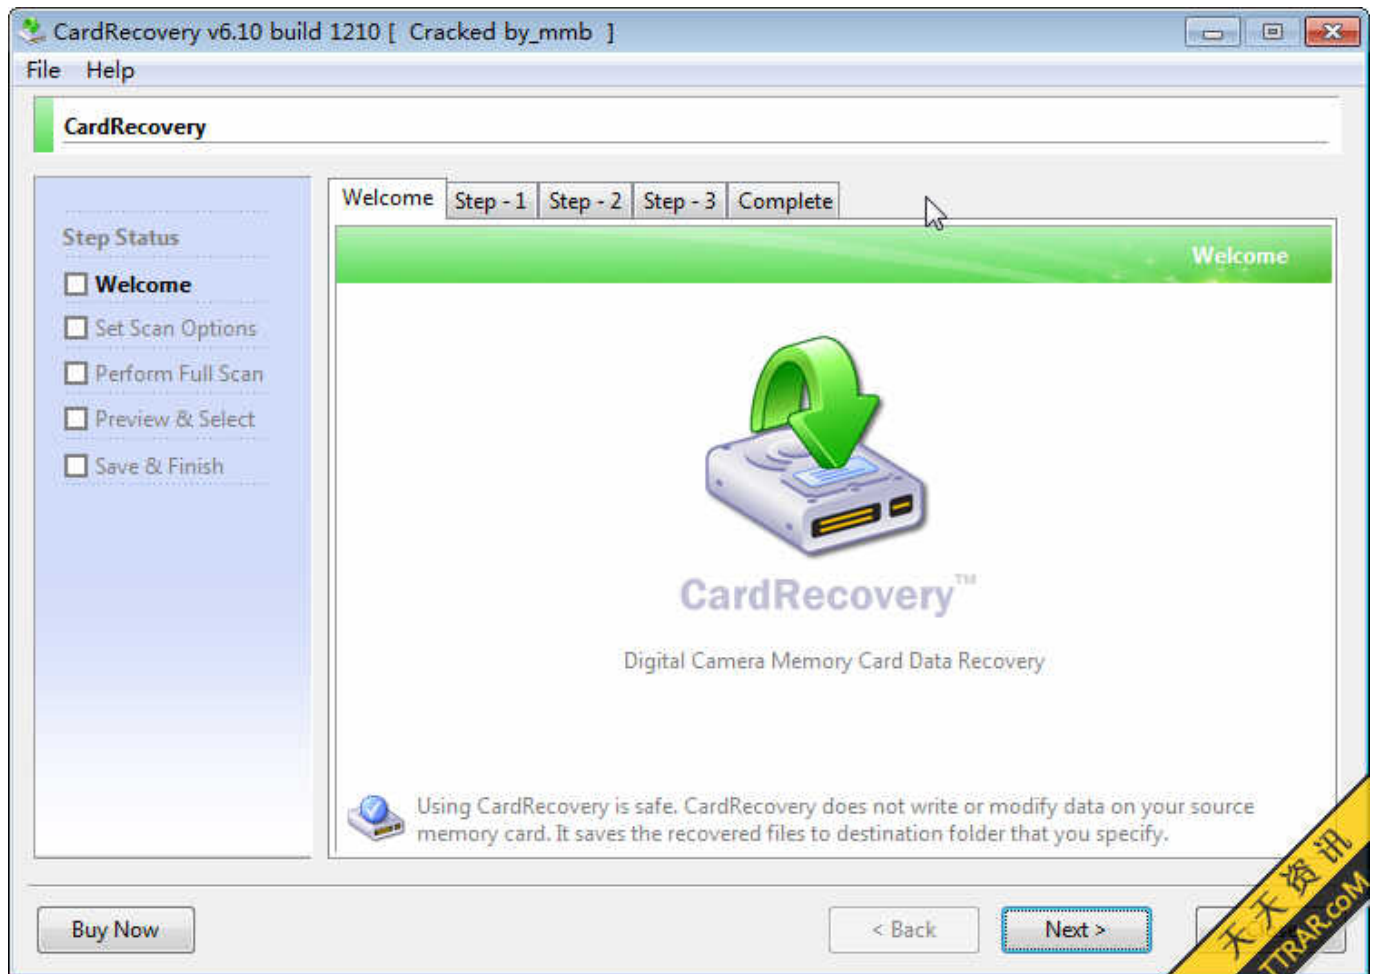 CardRecovery v6.10 build 1210 [ Cracked by_mmb ]
File Help
CardRecovery
Step Status
Welcome
Set Scan Options
Perform Full Scan
Preview & Select
Save & Finish
Welcome Step - 1 Step - 2 Step - 3 Complete
Welcome
CardRecovery™
Digital Camera Memory Card Data Recovery
Using CardRecovery is safe. CardRecovery does not write or modify data on your source
memory card. It saves the recovered files to destination folder that you specify.
Buy Now
< Back
Next >
天天资讯
TTRAR.COM